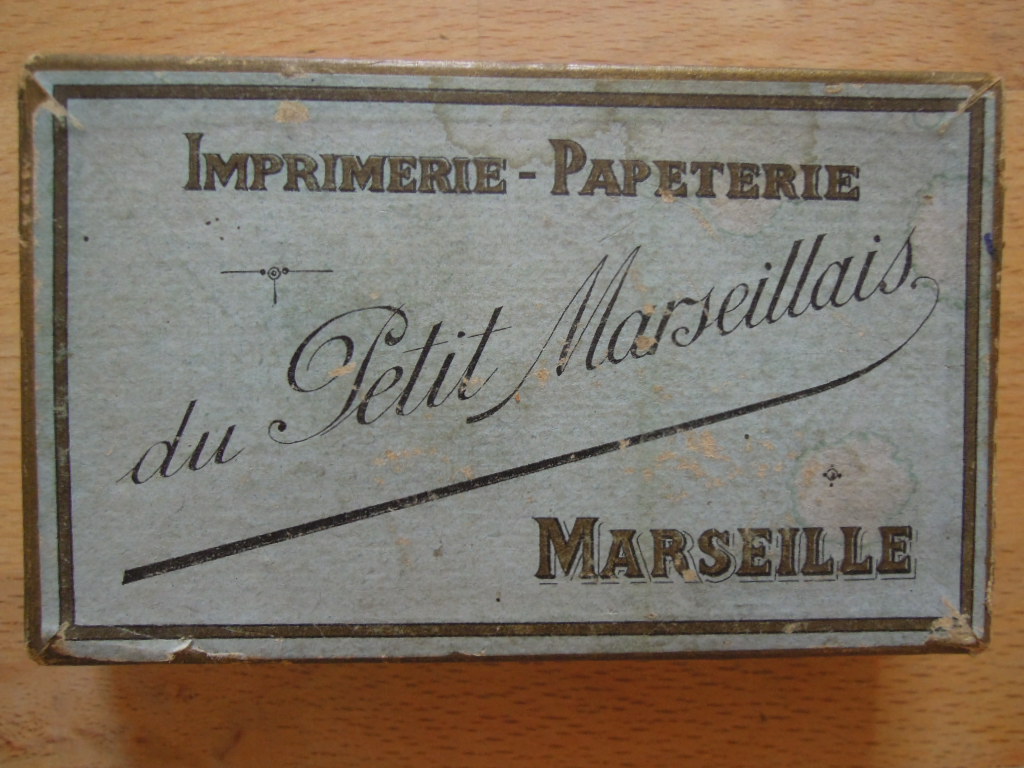 IMPRIMERIE - PAPETERIE
du Petit Marseillais
MARSEILLE